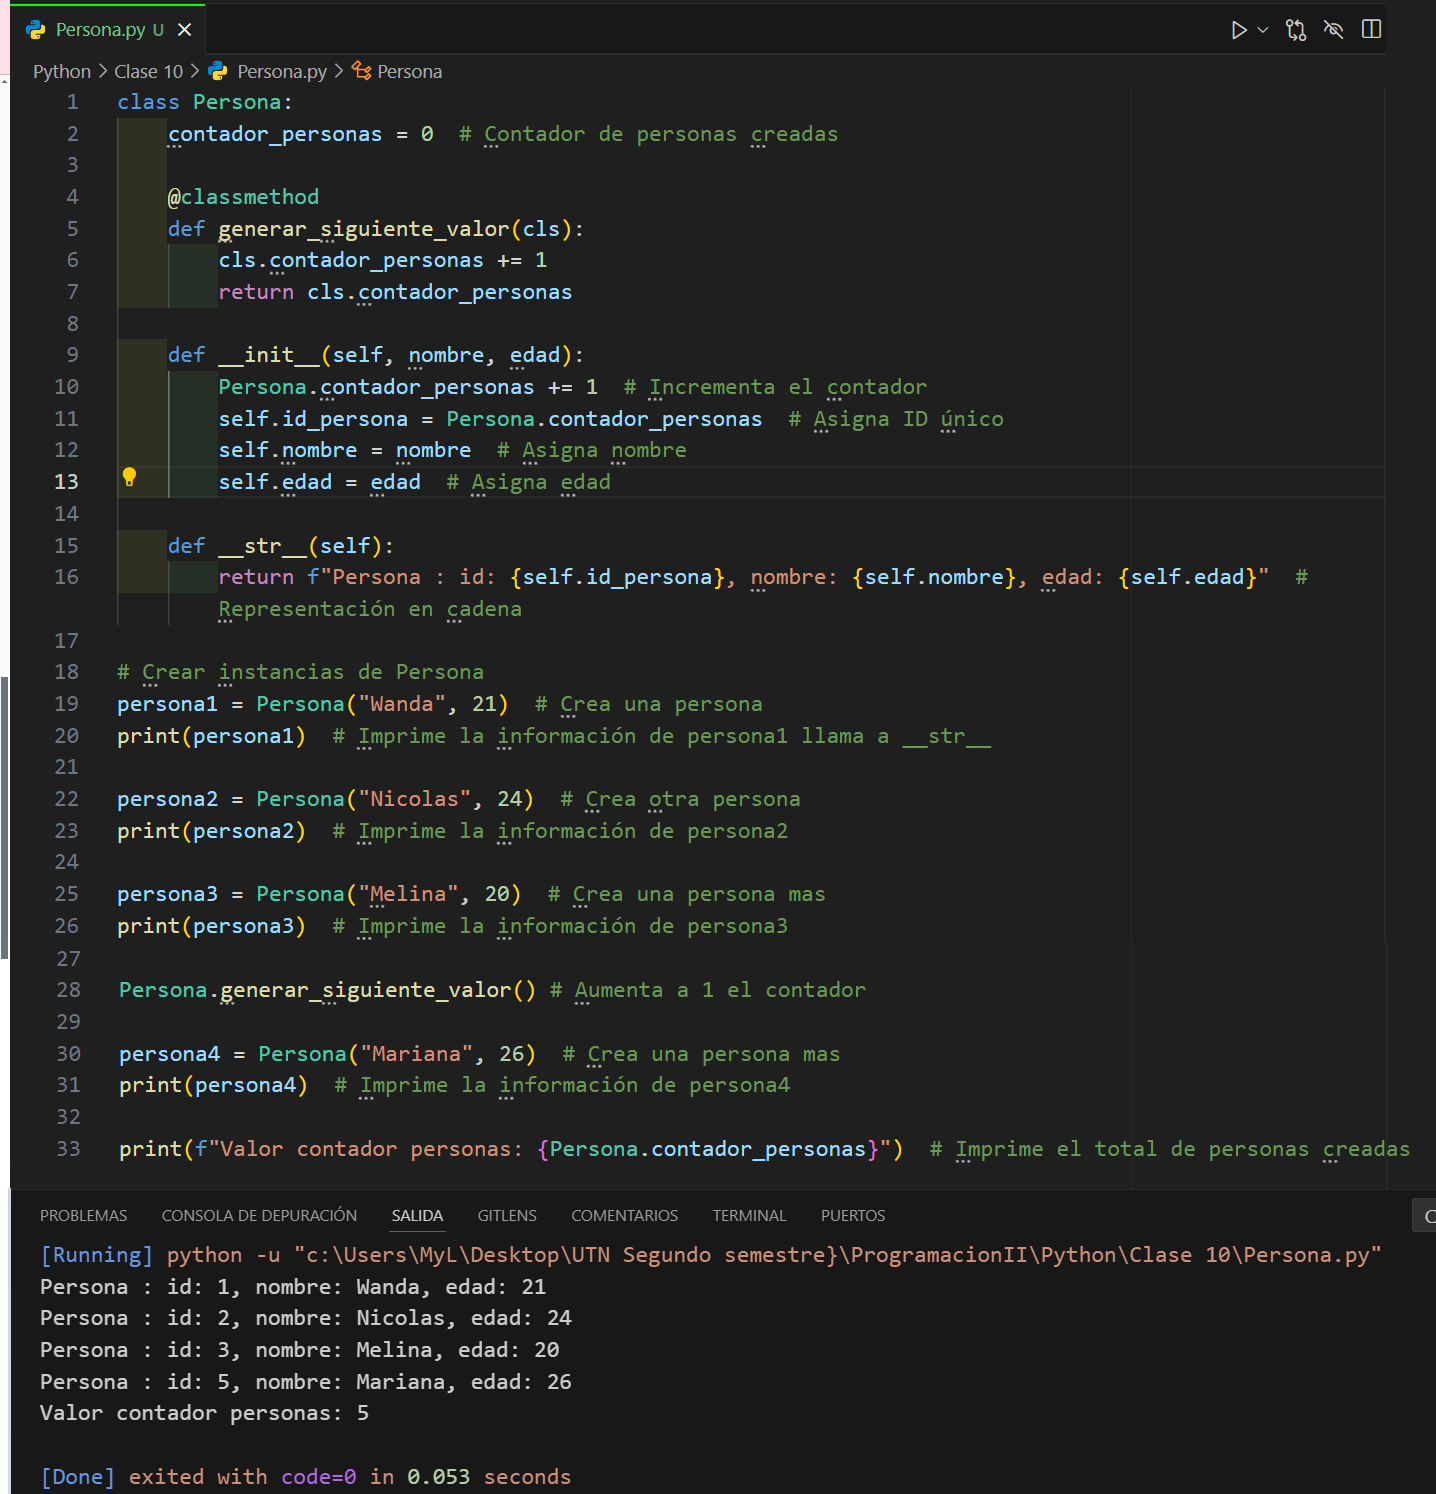 Persona.py U
Python > Clase 10 > Persona.py > Persona
1 class Persona:
2     contador_personas = 0  # Contador de personas creadas
3
4     @classmethod
5     def generar_siguiente_valor(cls):
6         cls.contador_personas += 1
7         return cls.contador_personas
8
9     def __init__(self, nombre, edad):
10         Persona.contador_personas += 1  # Incrementa el contador
11         self.id_persona = Persona.contador_personas  # Asigna ID único
12         self.nombre = nombre  # Asigna nombre
13         self.edad = edad  # Asigna edad
14
15     def __str__(self):
16         return f"Persona : id: {self.id_persona}, nombre: {self.nombre}, edad: {self.edad}"  #
        Representación en cadena
17
18 # Crear instancias de Persona
19 persona1 = Persona("Wanda", 21)  # Crea una persona
20 print(persona1)  # Imprime la información de persona1 llama a __str__
21
22 persona2 = Persona("Nicolas", 24)  # Crea otra persona
23 print(persona2)  # Imprime la información de persona2
24
25 persona3 = Persona("Melina", 20)  # Crea una persona mas
26 print(persona3)  # Imprime la información de persona3
27
28 Persona.generar_siguiente_valor() # Aumenta a 1 el contador
29
30 persona4 = Persona("Mariana", 26)  # Crea una persona mas
31 print(persona4)  # Imprime la información de persona4
32
33 print(f"Valor contador personas: {Persona.contador_personas}")  # Imprime el total de personas creadas
PROBLEMAS CONSOLA DE DEPURACIÓN SALIDA GITLENS COMENTARIOS TERMINAL PUERTOS
[Running] python -u "c:\Users\MyL\Desktop\UTN Segundo semestre}\ProgramacionII\Python\Clase 10\Persona.py"
Persona : id: 1, nombre: Wanda, edad: 21
Persona : id: 2, nombre: Nicolas, edad: 24
Persona : id: 3, nombre: Melina, edad: 20
Persona : id: 5, nombre: Mariana, edad: 26
Valor contador personas: 5
[Done] exited with code=0 in 0.053 seconds